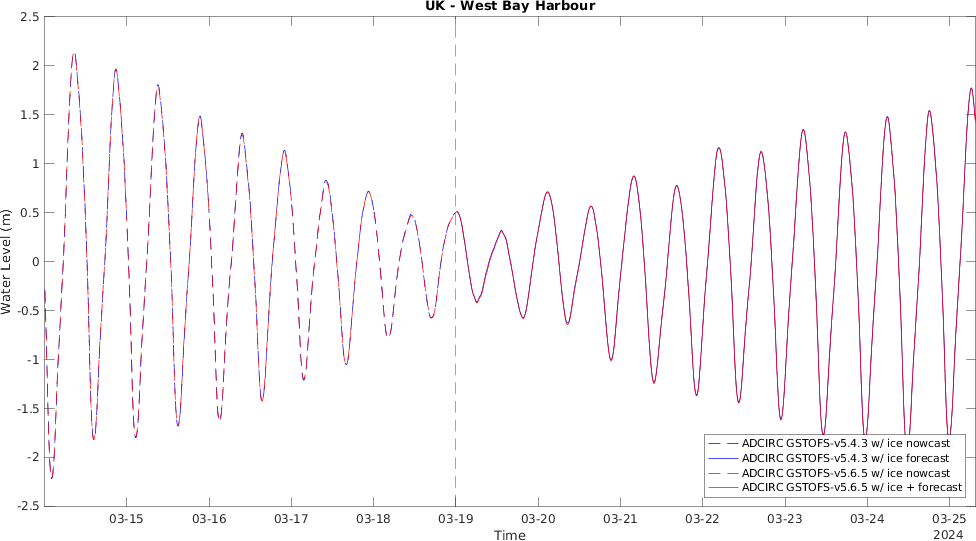 UK - West Bay Harbour
2.5
2
1.5
1
0.5
0
-0.5
-1
-1.5
-2
-2.5
Water Level (m)
ADCIRC GSTOFS-v5.4.3 w/ ice nowcast
ADCIRC GSTOFS-v5.4.3 w/ ice forecast
ADCIRC GSTOFS-v5.6.5 w/ ice nowcast
ADCIRC GSTOFS-v5.6.5 w/ ice + forecast
03-15 03-16 03-17 03-18 03-19 03-20 03-21 03-22 03-23 03-24 03-25
2024
Time